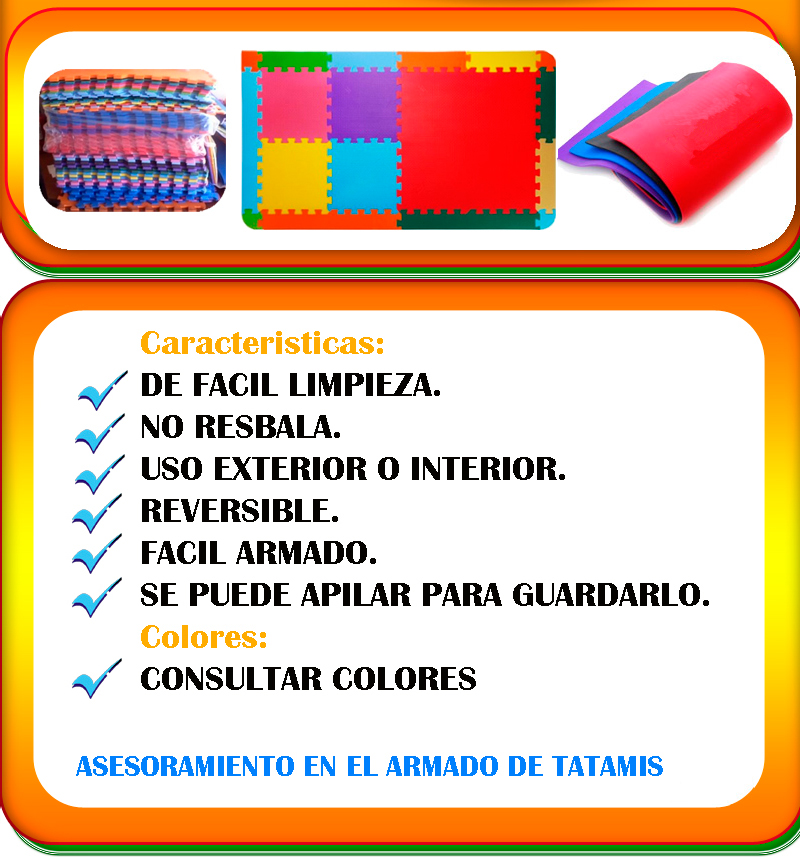 Caracteristicas:
DE FACIL LIMPIEZA.
NO RESBALA.
USO EXTERIOR O INTERIOR.
REVERSIBLE.
FACIL ARMADO.
SE PUEDE APILAR PARA GUARDARLO.
Colores:
CONSULTAR COLORES
ASESORAMIENTO EN EL ARMADO DE TATAMIS